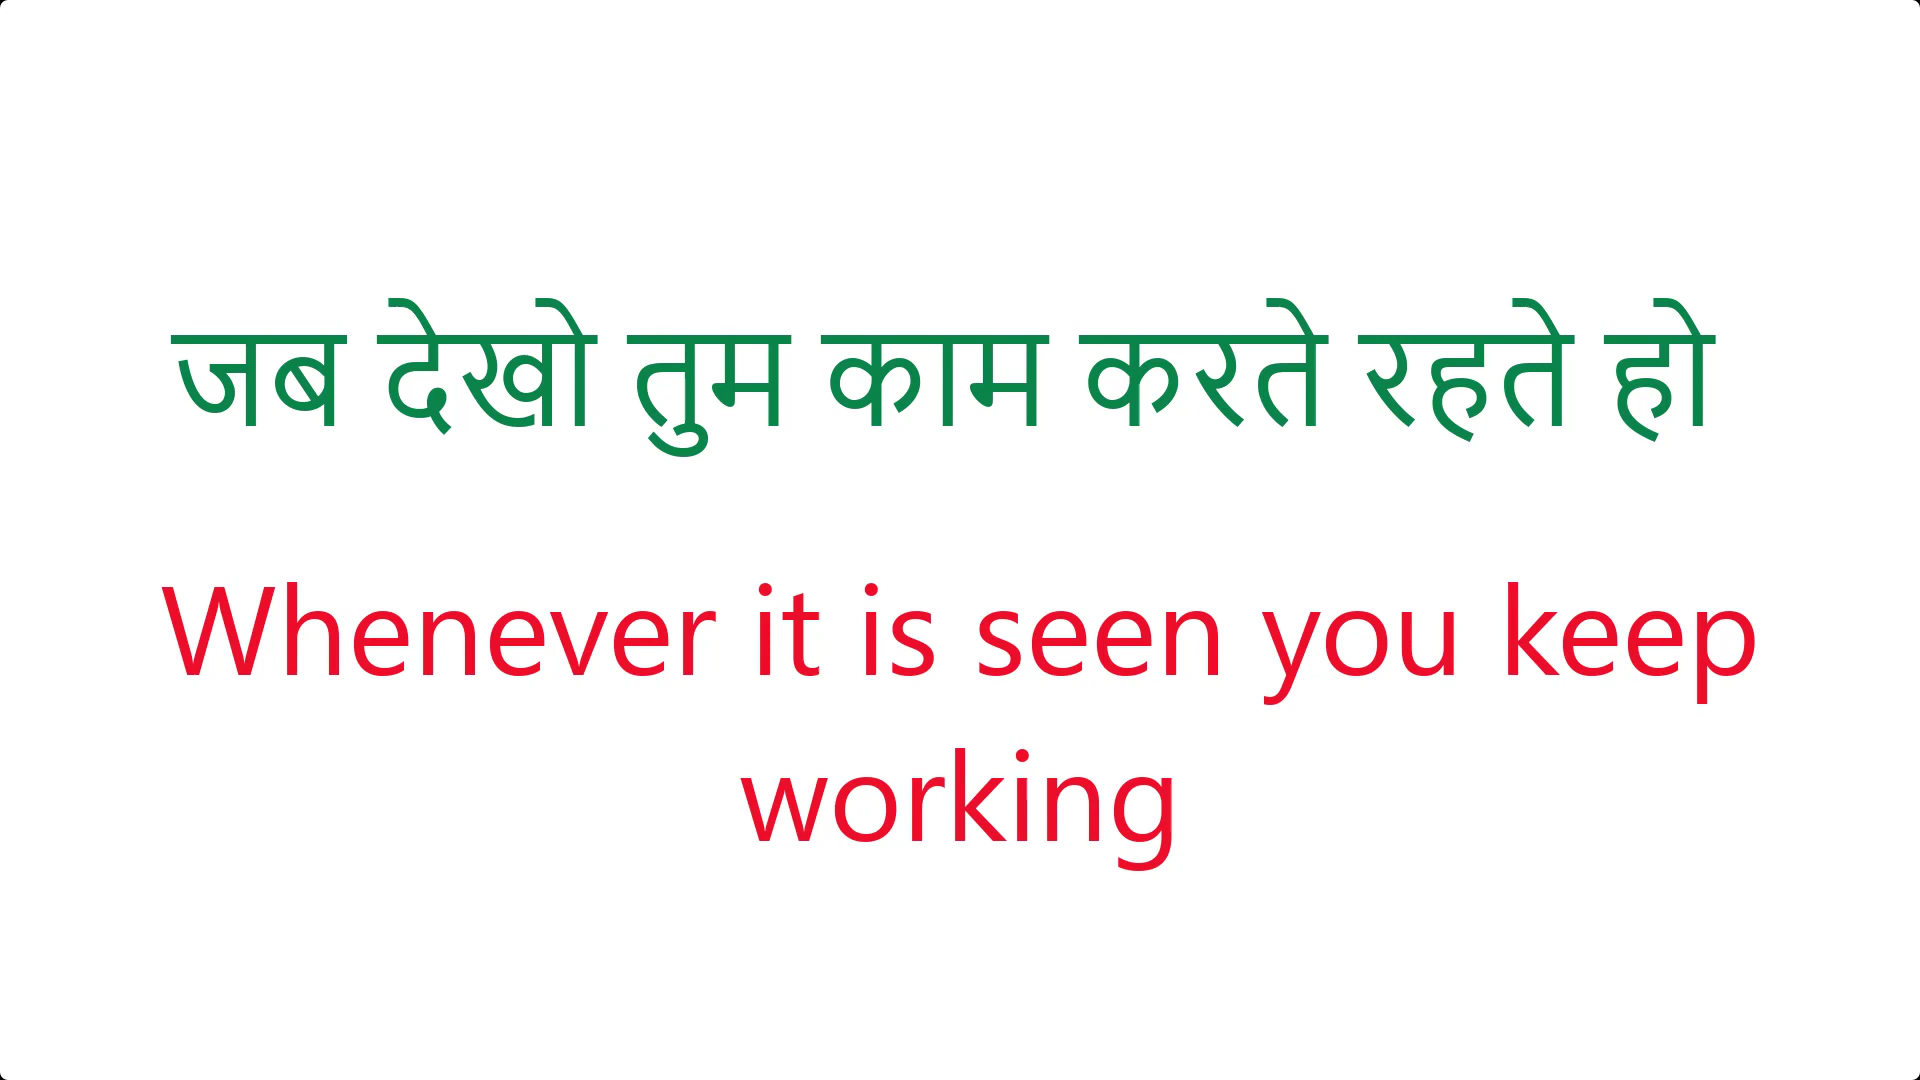 जब देखो तुम काम करते रहते हो
Whenever it is seen you keep
working